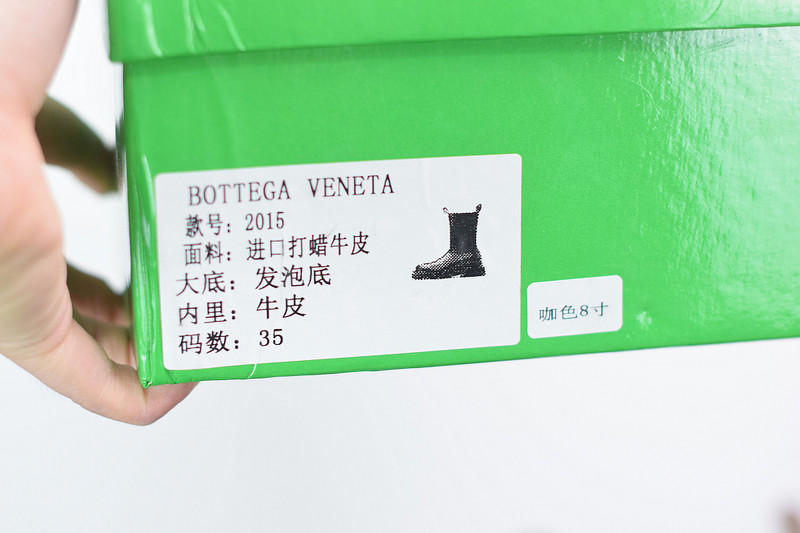 BOTTEGA VENETA
款号: 2015
面料: 进口打蜡牛皮
大底: 发泡底
内里: 牛皮
码数: 35
咖色8寸